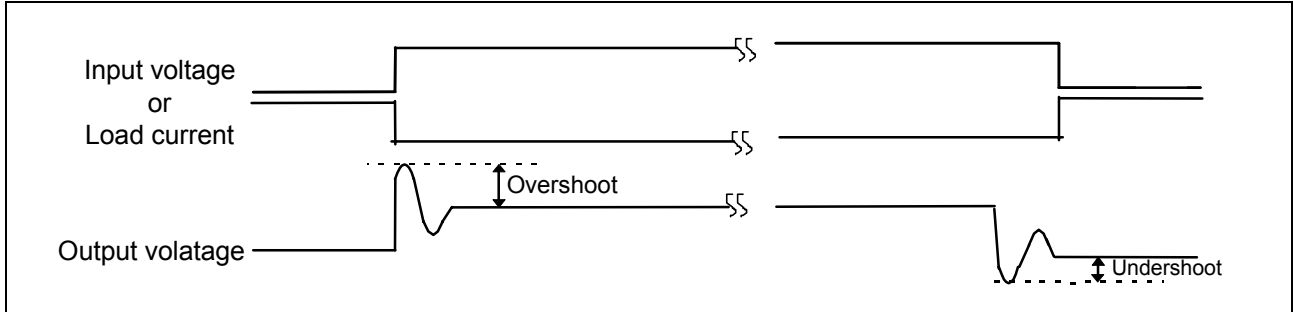 Input voltage
or
Load current
Overshoot
Output volatage
Undershoot